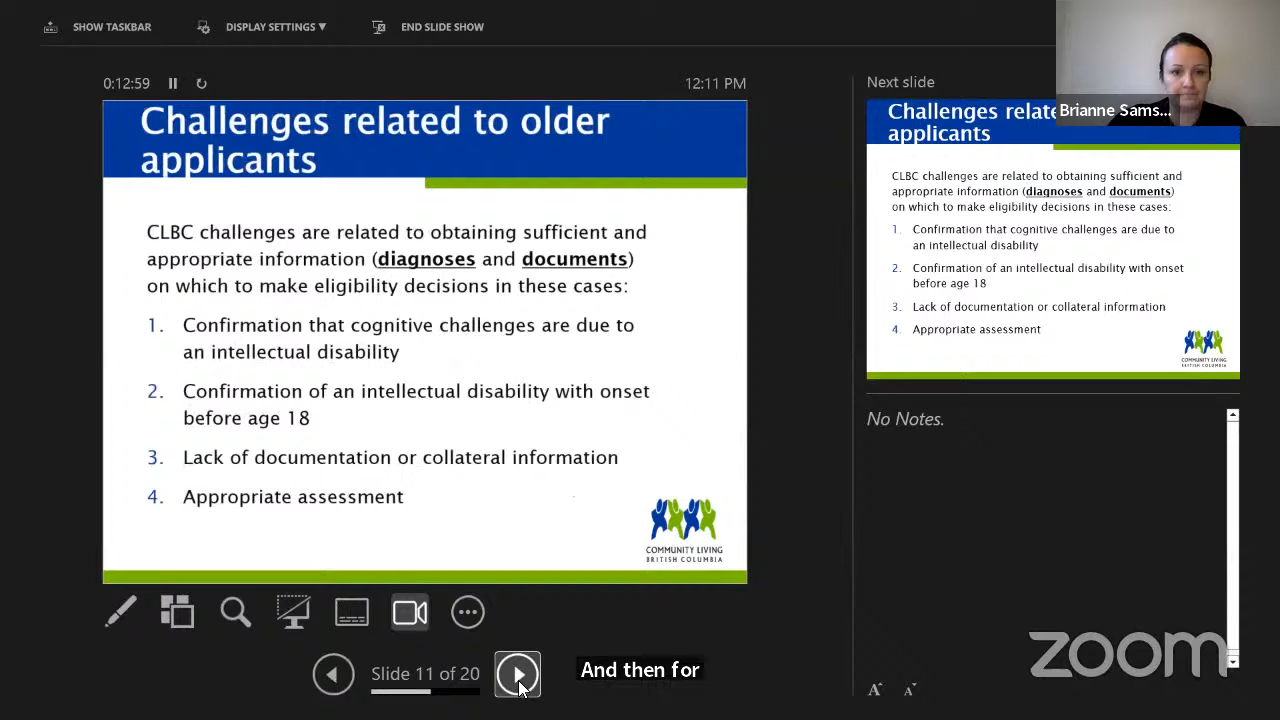 SHOW TASKBAR
DISPLAY SETTINGS ▼
END SLIDE SHOW
0:12:59
12:11 PM
Challenges related to older
applicants
CLBC challenges are related to obtaining sufficient and
appropriate information (diagnoses and documents)
on which to make eligibility decisions in these cases:
1. Confirmation that cognitive challenges are due to
an intellectual disability
2. Confirmation of an intellectual disability with onset
before age 18
3. Lack of documentation or collateral information
4. Appropriate assessment
COMMUNITY LIVING
BRITISH COLUMBIA
Slide 11 of 20
And then for
Next slide
Brianne Sams...
Challenges relate
applicants
CLBC challenges are related to obtaining sufficient and
appropriate information (diagnoses and documents)
on which to make eligibility decisions in these cases:
1. Confirmation that cognitive challenges are due to
an intellectual disability
2. Confirmation of an intellectual disability with onset
before age 18
3. Lack of documentation or collateral information
4. Appropriate assessment
COMMUNITY LIVING
BRITISH COLUMBIA
No Notes.
zoom
A A